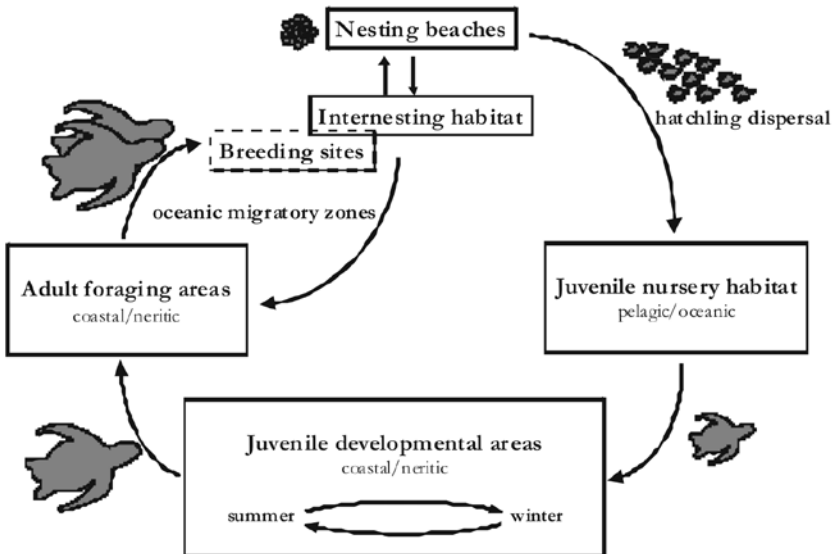 Nesting beaches
Internesting habitat
hatchling dispersal
Breeding sites
oceanic migratory zones
Adult foraging areas
coastal/neritic
Juvenile nursery habitat
pelagic/oceanic
Juvenile developmental areas
coastal/neritic
summer
winter